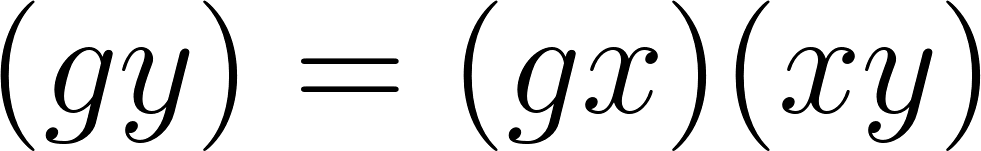 (gy) = (gx)(xy)